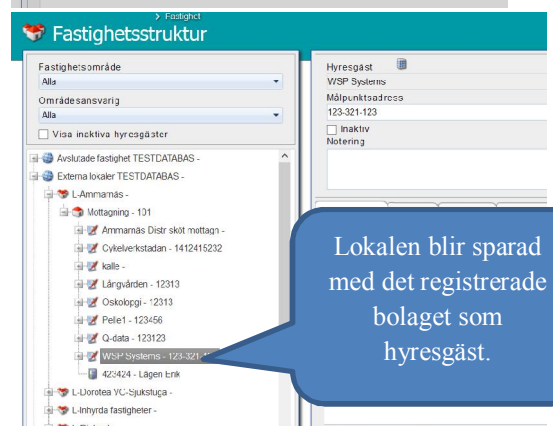 > Fastighet
Fastighetsstruktur
Fastighetsområde
Alla
Områdesansvarig
Alla
Visa inaktiva hyresgäster
Avslutade fastighet TESTDATABAS -
Externa lokaler TESTDATABAS -
L-Ammarnäs -
Mottagning - 101
Ammarnäs Distr sköt mottagn -
Cykelverkstadan - 1412415232
kalle -
Långvården - 12313
Oskologgi - 12313
Pelle1 - 123456
Q-data - 123123
WSP Systems - 123-321-
423424 - Lägen Erik
L-Dorotea VC-Sjukstuga -
L-Inhyrda fastigheter -
Hyresgäst
WSP Systems
Målpunktsadress
123-321-123
Inaktiv
Notering
Lokalen blir sparad
med det registrerade
bolaget som
hyresgäst.